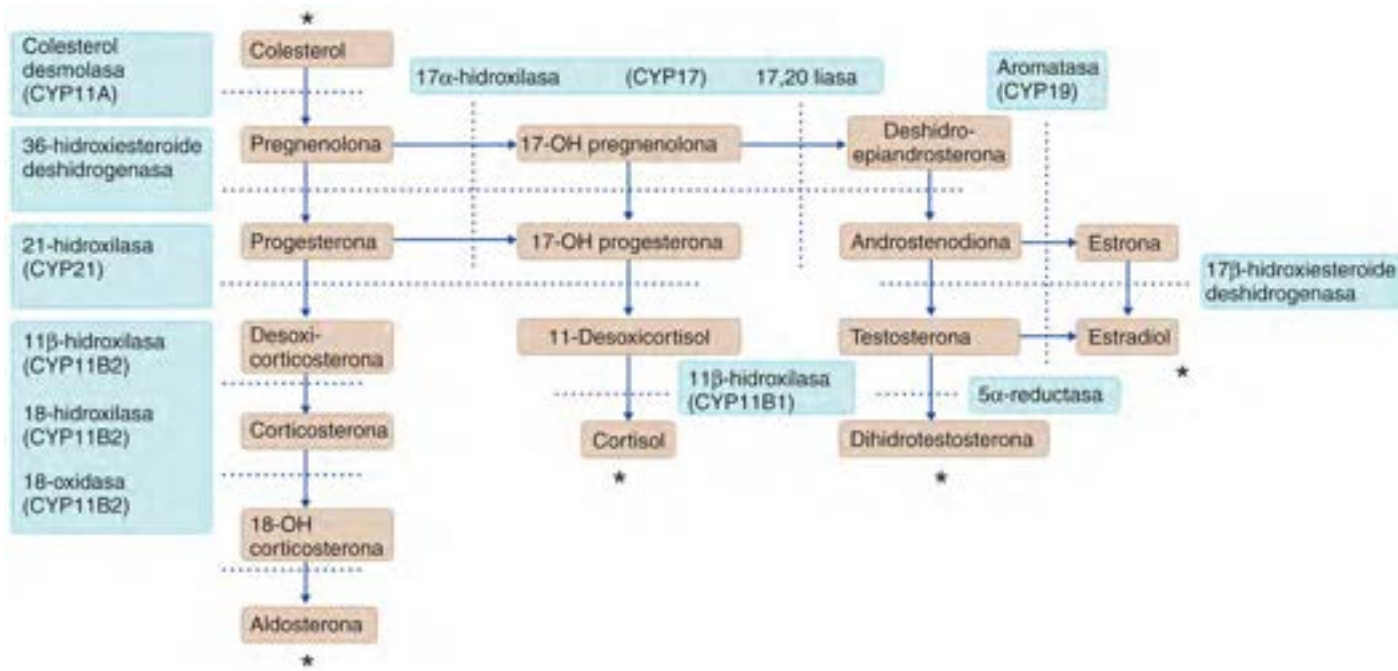 *
Colesterol
desmolasa
(CYP11A)
Colesterol
17α-hidroxilasa (CYP17) 17,20 liasa
Aromatasa
(CYP19)
36-hidroxiesteroide
deshidrogenasa
Pregnenolona
17-OH pregnenolona
Deshidro-
epiandrosterona
21-hidroxilasa
(CYP21)
Progesterona
17-OH progesterona
Androstenodiona
Estrona
17β-hidroxiesteroide
deshidrogenasa
11β-hidroxilasa
(CYP11B2)
18-hidroxilasa
(CYP11B2)
18-oxidasa
(CYP11B2)
Desoxi-
corticosterona
11-Desoxicortisol
Testosterona
Estradiol
*
11β-hidroxilasa
(CYP11B1)
5α-reductasa
Corticosterona
Cortisol
*
Dihidrotestosterona
*
18-OH
corticosterona
Aldosterona
*